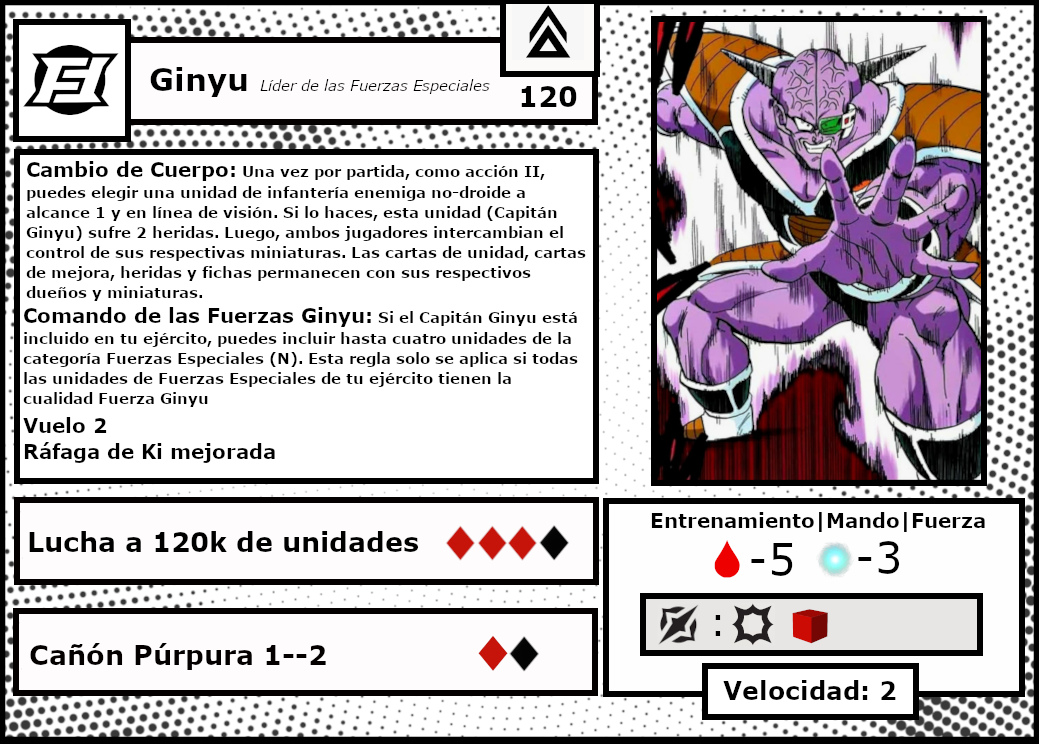 Ginyu Líder de las Fuerzas Especiales
120
Cambio de Cuerpo: Una vez por partida, como acción II,
puedes elegir una unidad de infantería enemiga no-droide a
alcance 1 y en línea de visión. Si lo haces, esta unidad (Capitán
Ginyu) sufre 2 heridas. Luego, ambos jugadores intercambian el
control de sus respectivas miniaturas. Las cartas de unidad, cartas
de mejora, heridas y fichas permanecen con sus respectivos
dueños y miniaturas.
Comando de las Fuerzas Ginyu: Si el Capitán Ginyu está
incluido en tu ejército, puedes incluir hasta cuatro unidades de la
categoría Fuerzas Especiales (N). Esta regla solo se aplica si todas
las unidades de Fuerzas Especiales de tu ejército tienen la
cualidad Fuerza Ginyu
Vuelo 2
Ráfaga de Ki mejorada
Lucha a 120k de unidades
Cañón Púrpura 1--2
Entrenamiento|Mando|Fuerza
-5 -3
:
Velocidad: 2